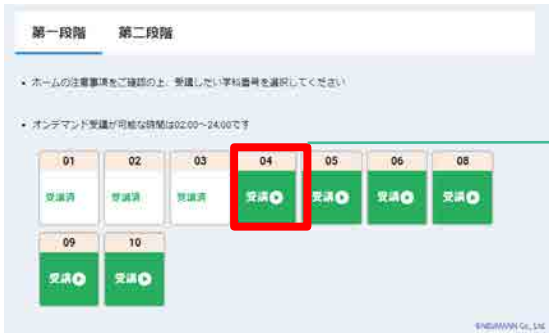 第一段階 第二段階
• ホームの注意事項をご確認の上、受講したい学科番号を選択してください
• オンデマンド受講が可能な時間は02:00~24:00です
01 02 03 04 05 06 08
受講済 受講済 受講済 受講 受講 受講 受講
09 10
受講 受講